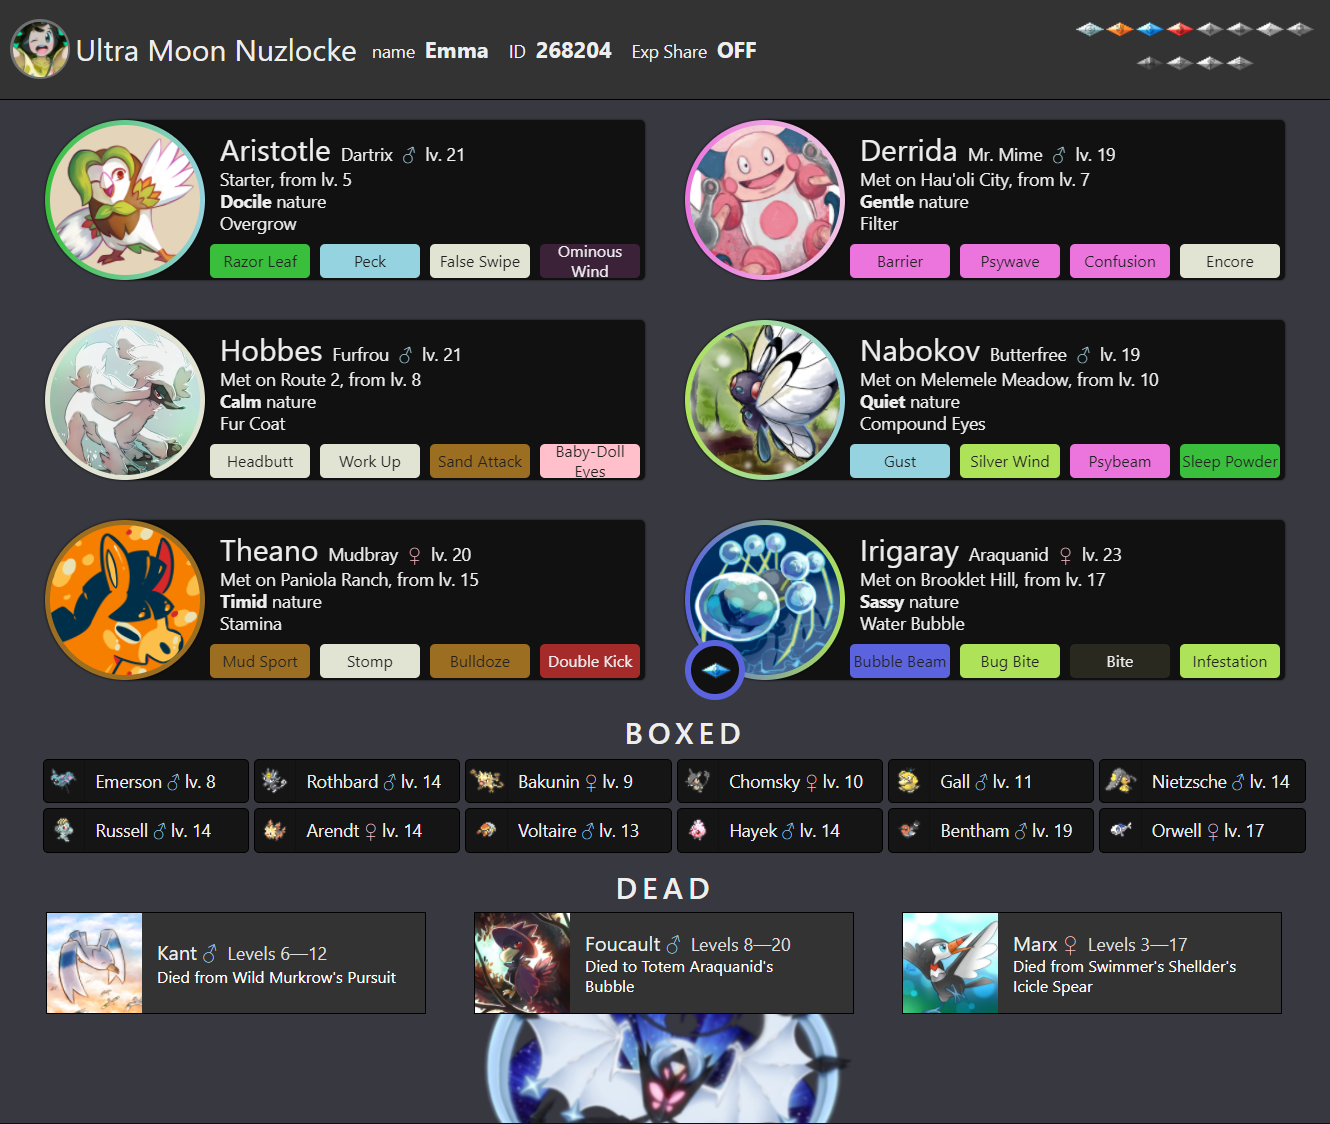 Ultra Moon Nuzlocke name Emma ID 268204 Exp Share OFF
Aristotle Dartrix ♂ lv. 21
Starter, from lv. 5
Docile nature
Overgrow
Razor Leaf Peck False Swipe Ominous Wind
Derrida Mr. Mime ♂ lv. 19
Met on Hau'oli City, from lv. 7
Gentle nature
Filter
Barrier Psywave Confusion Encore
Hobbes Furfrou ♂ lv. 21
Met on Route 2, from lv. 8
Calm nature
Fur Coat
Headbutt Work Up Sand Attack Baby-Doll Eyes
Nabokov Butterfree ♂ lv. 19
Met on Melemele Meadow, from lv. 10
Quiet nature
Compound Eyes
Gust Silver Wind Psybeam Sleep Powder
Theano Mudbray ♀ lv. 20
Met on Paniola Ranch, from lv. 15
Timid nature
Stamina
Mud Sport Stomp Bulldoze Double Kick
Irigaray Araquanid ♀ lv. 23
Met on Brooklet Hill, from lv. 17
Sassy nature
Water Bubble
Bubble Beam Bug Bite Bite Infestation
BOXED
Emerson ♂ lv. 8
Rothbard ♂ lv. 14
Bakunin ♀ lv. 9
Chomsky ♀ lv. 10
Gall ♂ lv. 11
Nietzsche ♂ lv. 14
Russell ♂ lv. 14
Arendt ♀ lv. 14
Voltaire ♂ lv. 13
Hayek ♂ lv. 14
Bentham ♂ lv. 19
Orwell ♀ lv. 17
DEAD
Kant ♂ Levels 6—12
Died from Wild Murkrow's Pursuit
Foucault ♂ Levels 8—20
Died to Totem Araquanid's
Bubble
Marx ♀ Levels 3—17
Died from Swimmer's Shellder's
Icicle Spear